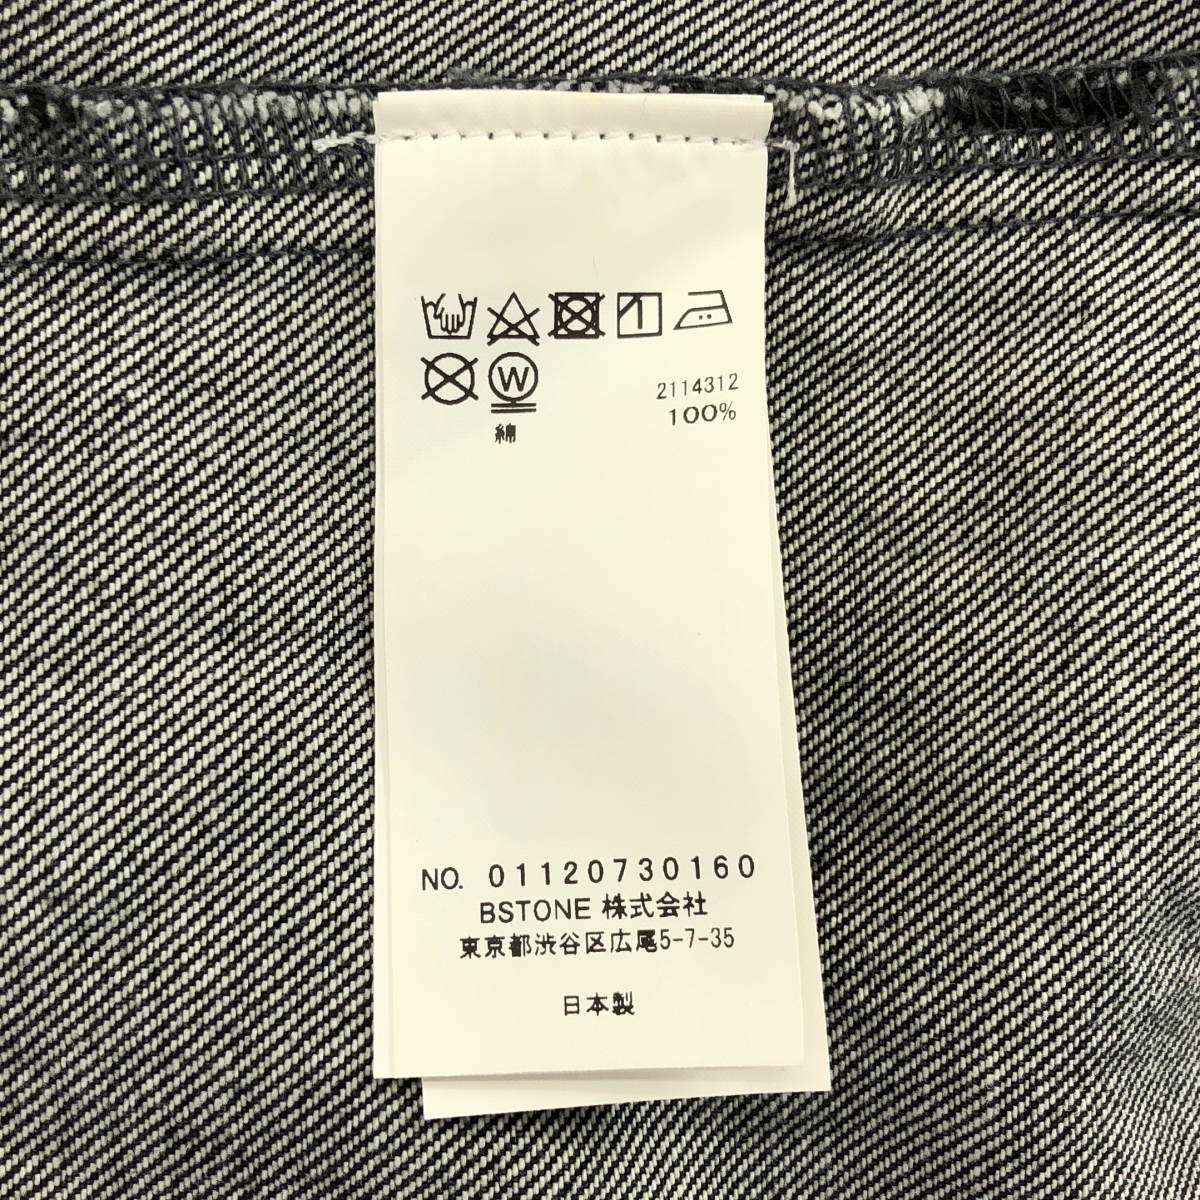 W
2114312
綿 100%
NO. 01120730160
BSTONE 株式会社
東京都渋谷区広尾5-7-35
日本製